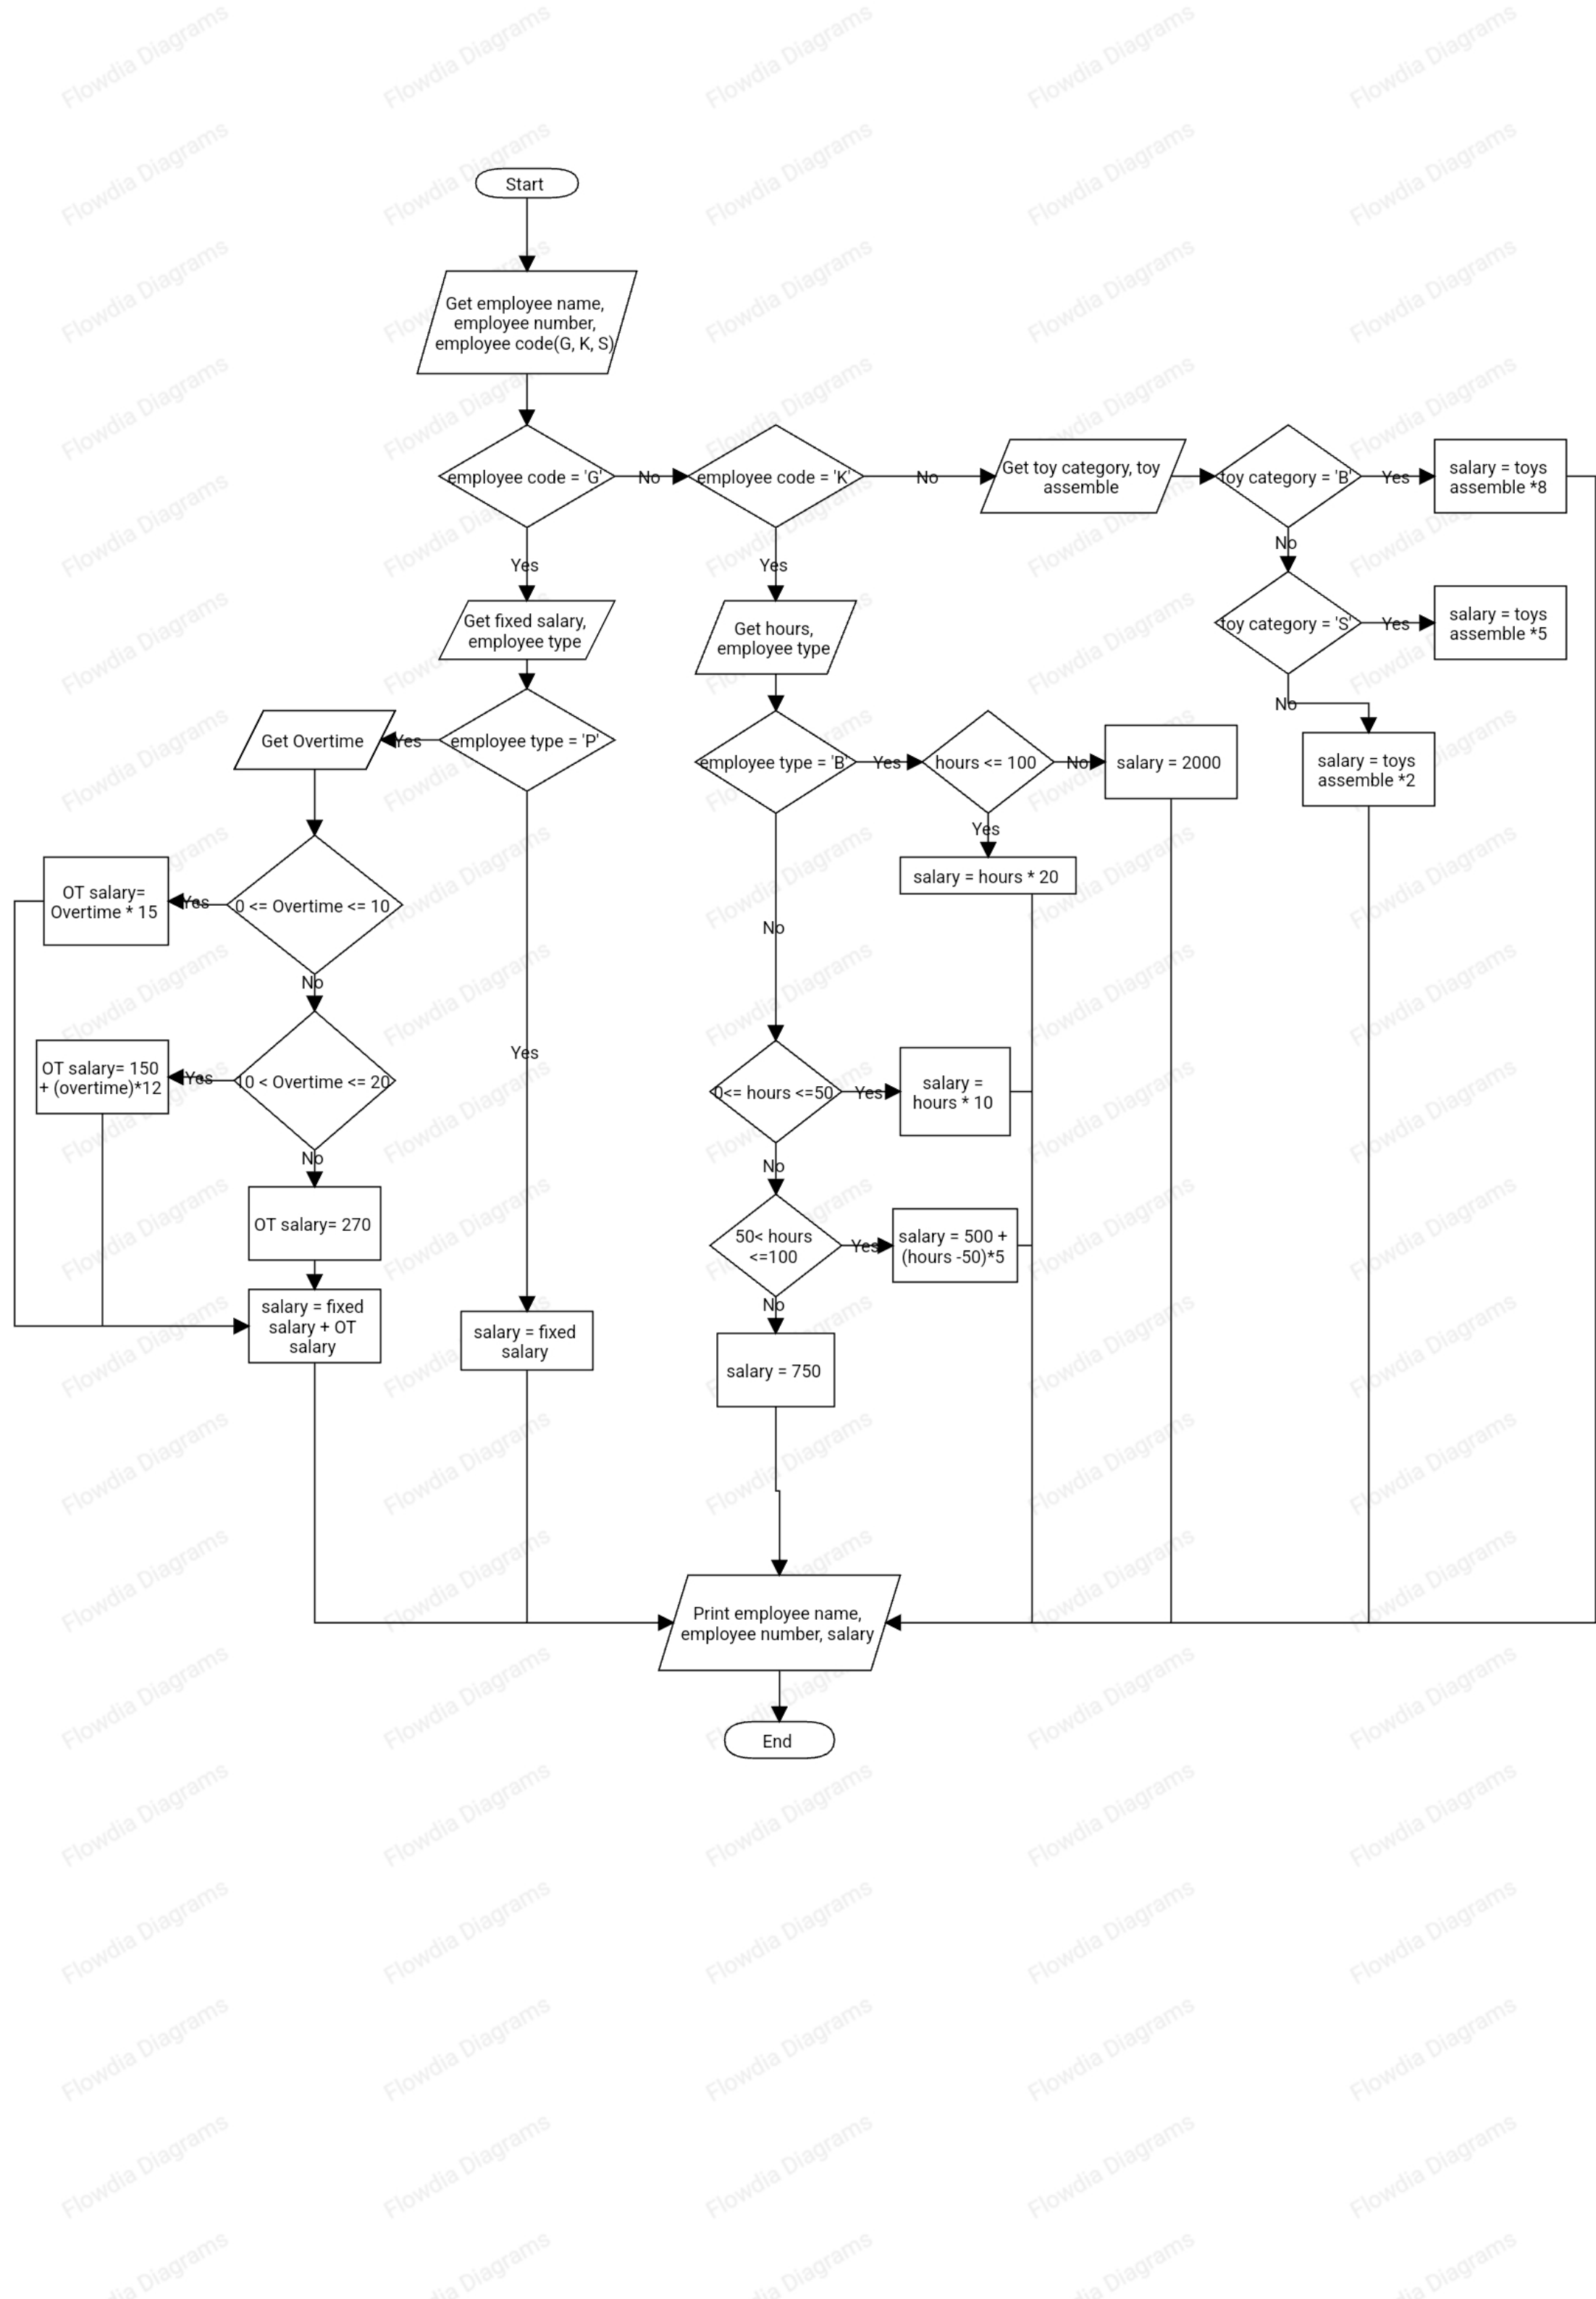 Start
Get employee name,
employee number,
employee code(G, K, S)
employee code = 'G'
No
employee code = 'K'
No
Get toy category, toy
assemble
toy category = 'B'
Yes
salary = toys
assemble *8
No
toy category = 'S'
Yes
salary = toys
assemble *5
No
salary = toys
assemble *2
Yes
Get fixed salary,
employee type
employee type = 'P'
Yes
Get Overtime
0 <= Overtime <= 10
Yes
OT salary=
Overtime * 15
No
10 < Overtime <= 20
Yes
OT salary= 150
+ (overtime)*12
No
OT salary= 270
salary = fixed
salary + OT
salary
Yes
salary = fixed
salary
Yes
Get hours,
employee type
employee type = 'B'
Yes
hours <= 100
No
salary = 2000
Yes
salary = hours * 20
No
0<= hours <=50
Yes
salary =
hours * 10
No
50< hours
<=100
Yes
salary = 500 +
(hours -50)*5
No
salary = 750
Print employee name,
employee number, salary
End
Flowdia Diagrams